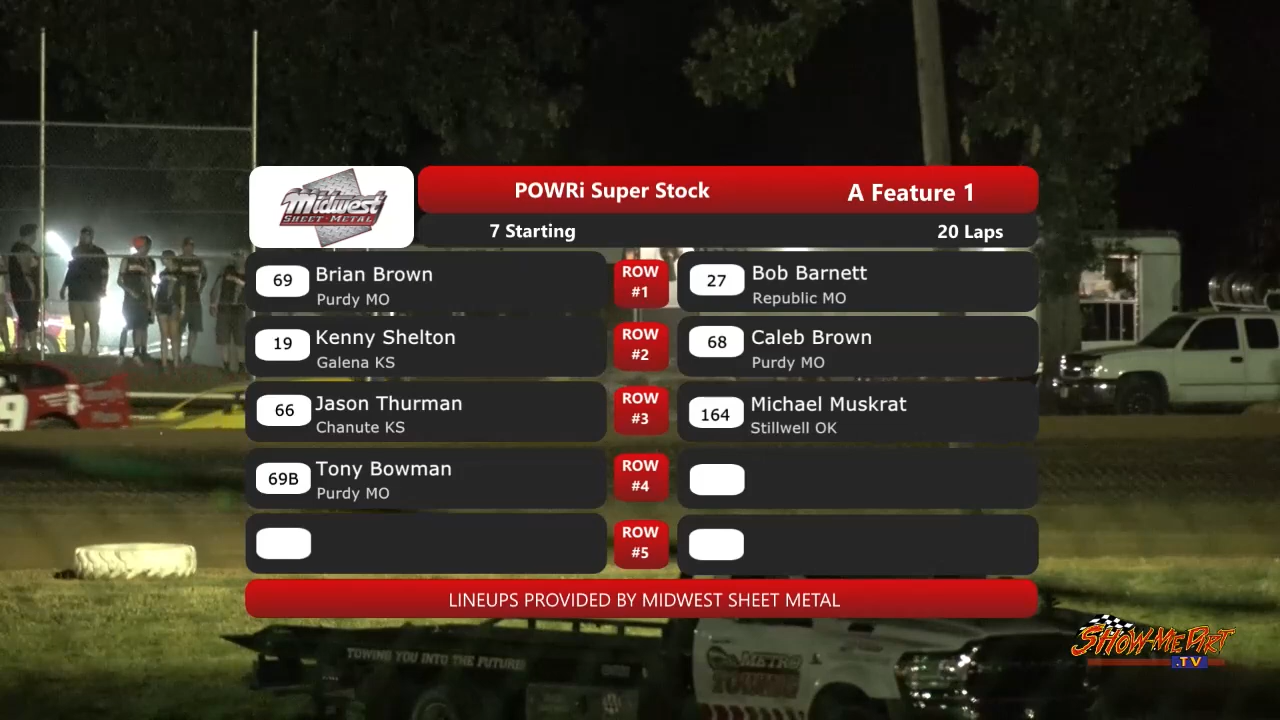 Midwest
SHEET-METAL
POWRi Super Stock
A Feature 1
7 Starting
20 Laps
69
Brian Brown
Purdy MO
ROW
#1
27
Bob Barnett
Republic MO
19
Kenny Shelton
Galena KS
ROW
#2
68
Caleb Brown
Purdy MO
66
Jason Thurman
Chanute KS
ROW
#3
164
Michael Muskrat
Stillwell OK
69B
Tony Bowman
Purdy MO
ROW
#4
ROW
#5
LINEUPS PROVIDED BY MIDWEST SHEET METAL
TOWING YOU INTO THE FUTURE
METRO
TOWING
SHOW-ME DIRT
.TV